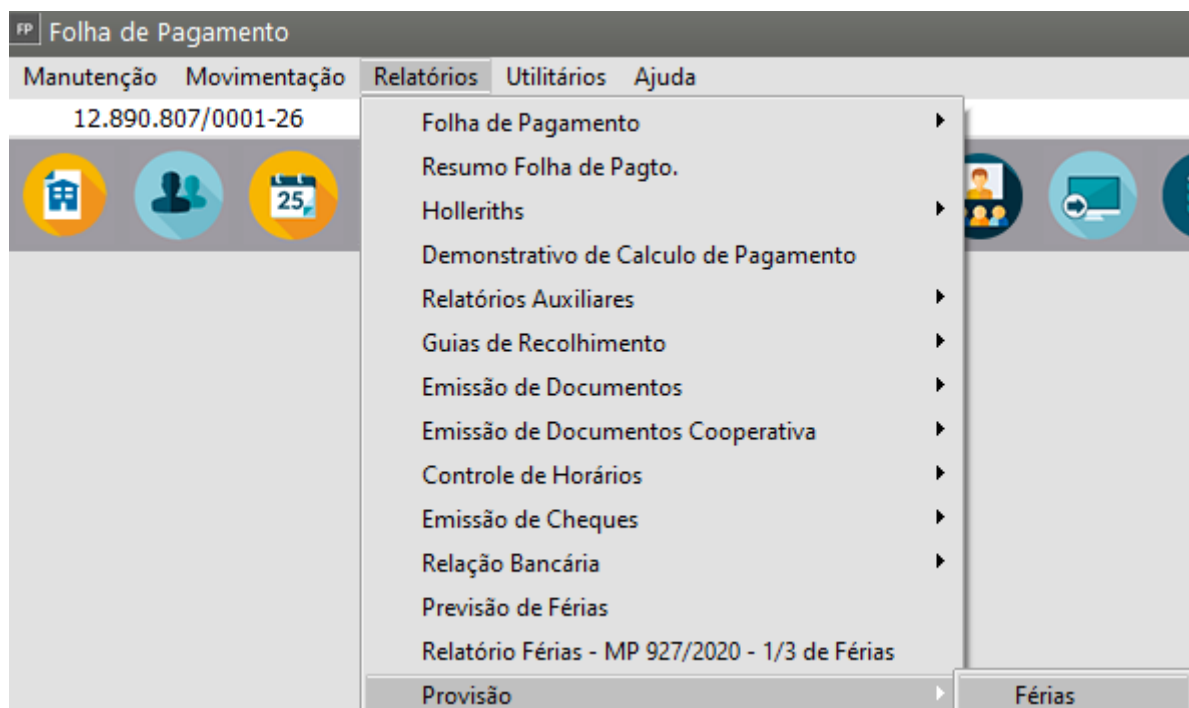 FP Folha de Pagamento
Manutenção Movimentação Relatórios Utilitários Ajuda
12.890.807/0001-26
25
Folha de Pagamento
Resumo Folha de Pagto.
Holleriths
Demonstrativo de Calculo de Pagamento
Relatórios Auxiliares
Guias de Recolhimento
Emissão de Documentos
Emissão de Documentos Cooperativa
Controle de Horários
Emissão de Cheques
Relação Bancária
Previsão de Férias
Relatório Férias - MP 927/2020 - 1/3 de Férias
Provisão Férias